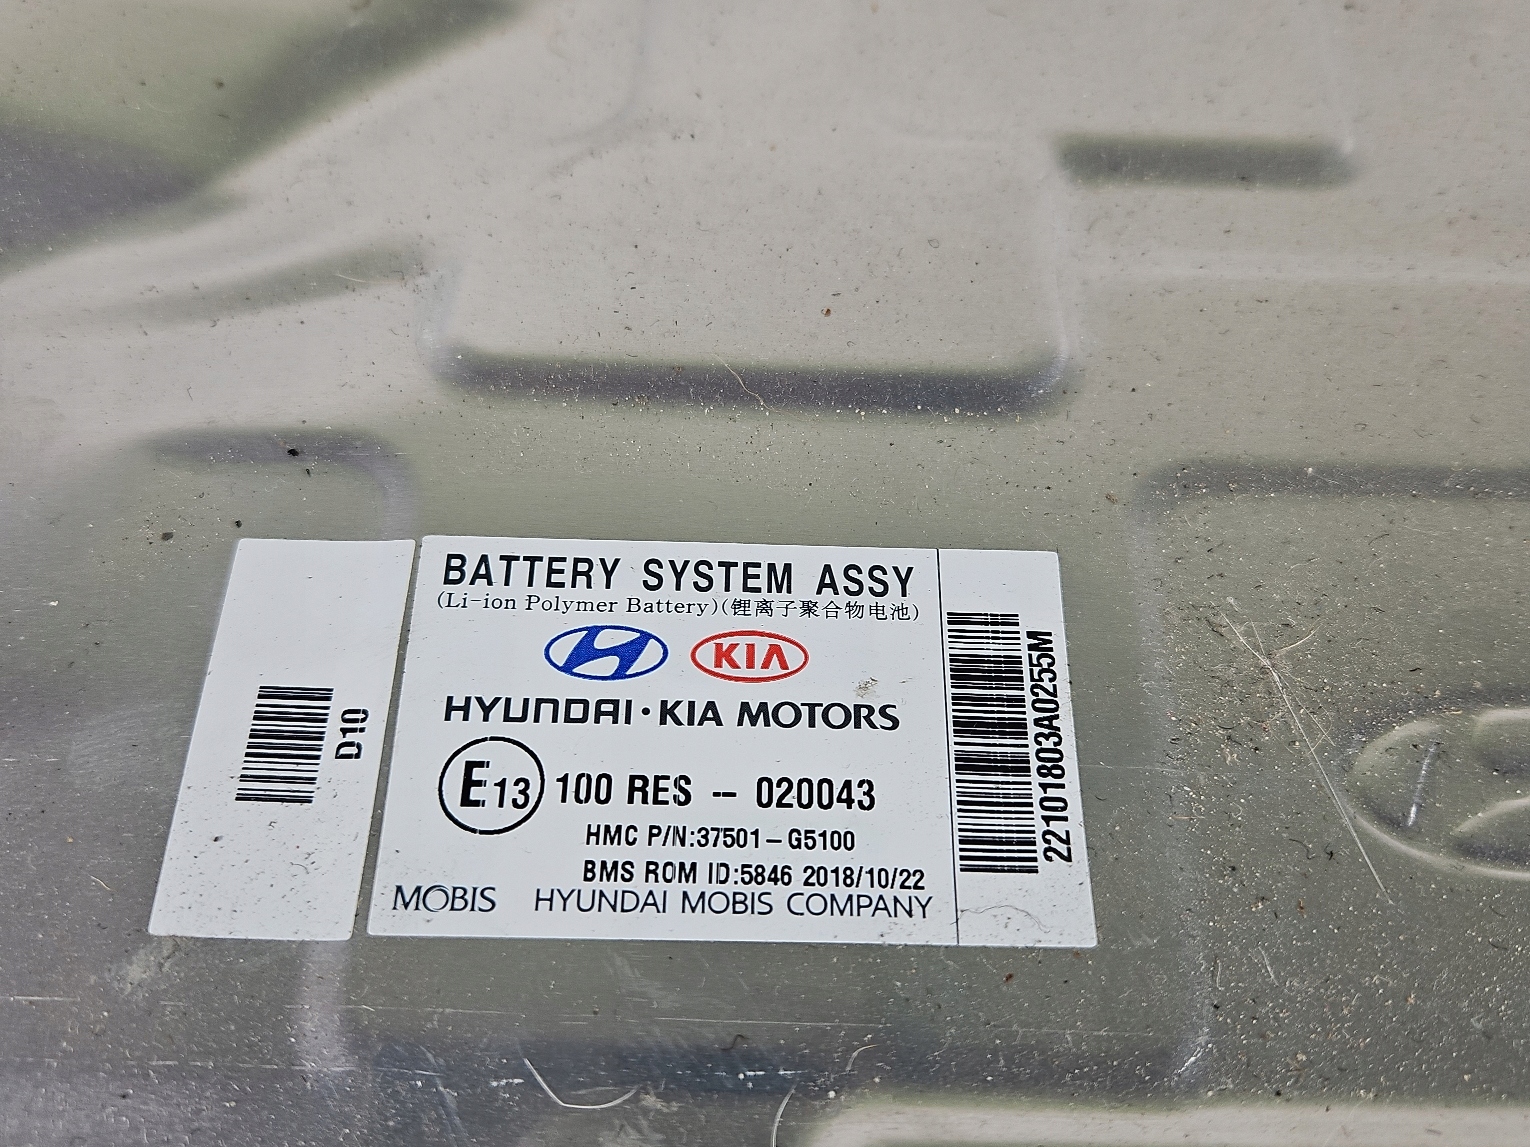 BATTERY SYSTEM ASSY
(Li-ion Polymer Battery)(锂离子聚合物电池)
KIA
HYUNDAI·KIA MOTORS
E13 100 RES - 020043
HMC P/N:37501-G5100
BMS ROM ID:5846 2018/10/22
MOBIS HYUNDAI MOBIS COMPANY
D10
22101803A0255M